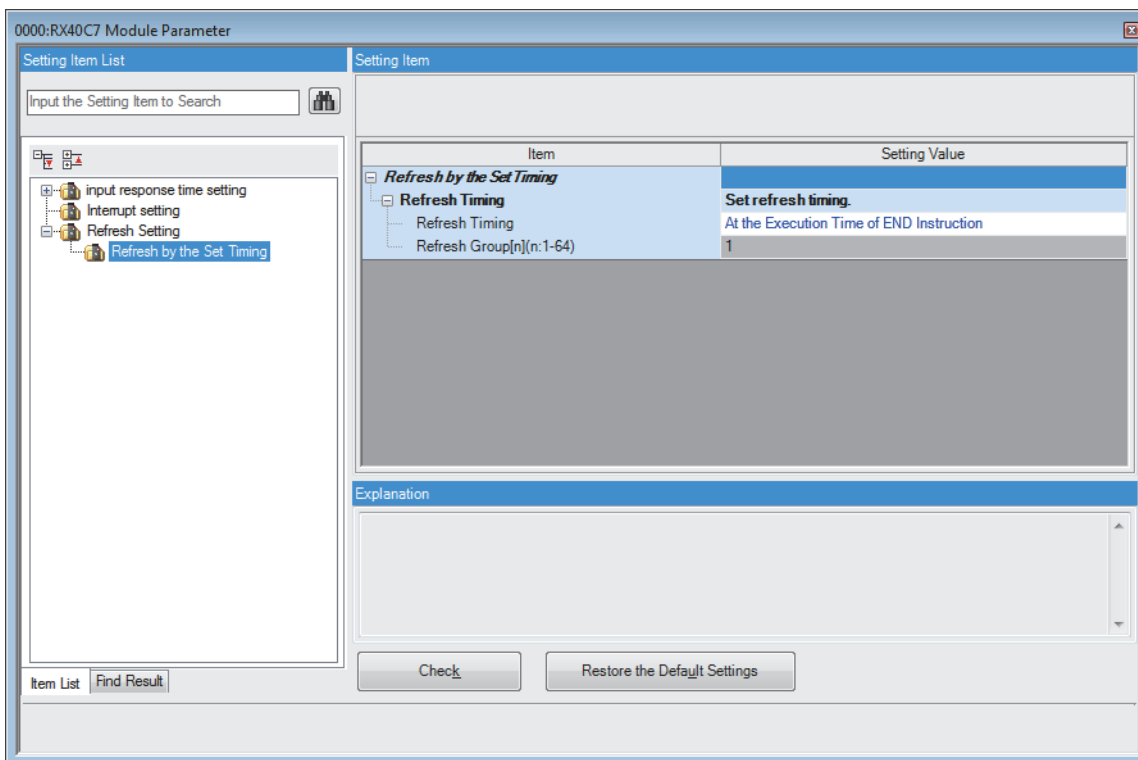 0000:RX40C7 Module Parameter
Setting Item List
Input the Setting Item to Search
input response time setting
Interrupt setting
Refresh Setting
Refresh by the Set Timing
Item List
Find Result
Setting Item
Item Setting Value
Refresh by the Set Timing
Refresh Timing Set refresh timing.
Refresh Timing At the Execution Time of END Instruction
Refresh Group[n](n:1-64) 1
Explanation
Check Restore the Default Settings